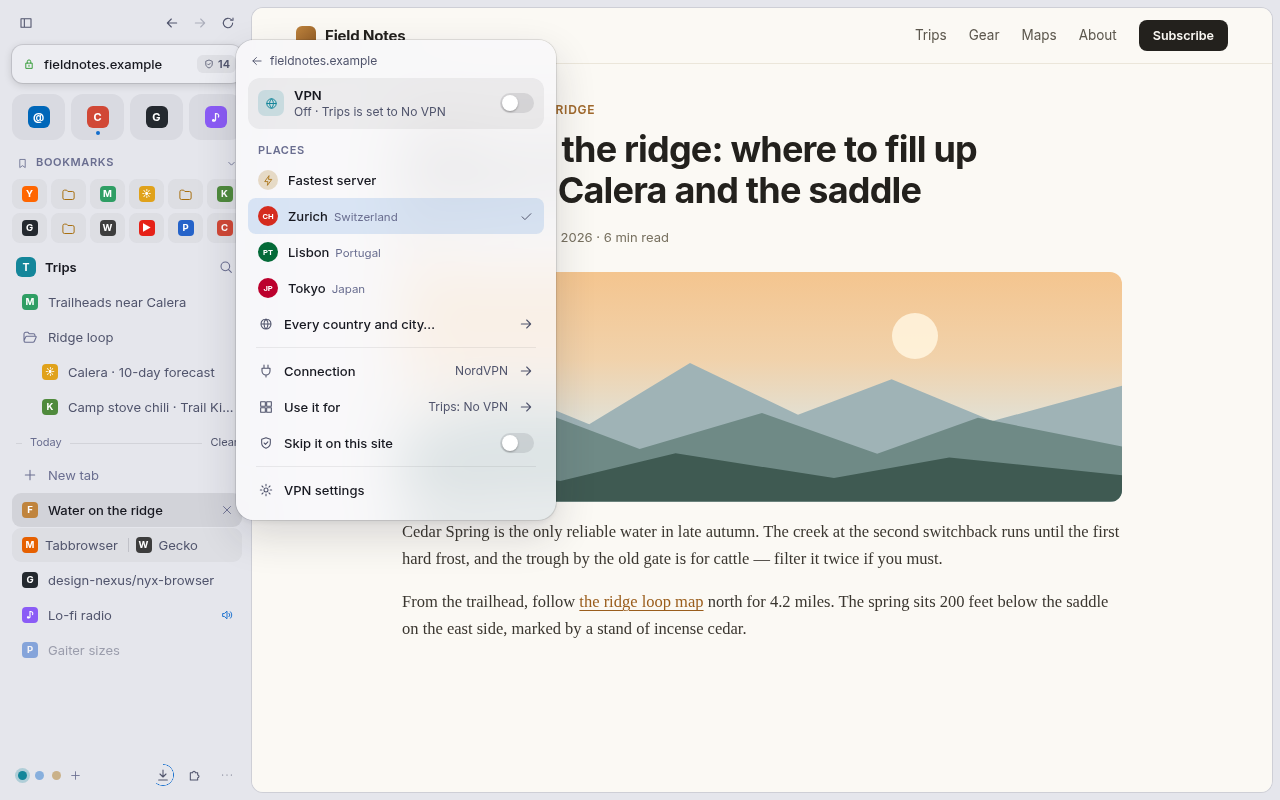 Field Notes
Trips
Gear
Maps
About
Subscribe
fieldnotes.example
14
@
C
G
BOOKMARKS
Y
M
K
G
W
P
C
T Trips
M Trailheads near Calera
Ridge loop
Calera · 10-day forecast
K Camp stove chili · Trail Ki...
Today
Clear
New tab
F Water on the ridge
M Tabbrowser
W Gecko
G design-nexus/nyx-browser
Lo-fi radio
P Gaiter sizes
fieldnotes.example
VPN
Off · Trips is set to No VPN
PLACES
Fastest server
CH Zurich Switzerland
PT Lisbon Portugal
JP Tokyo Japan
Every country and city...
Connection NordVPN
Use it for Trips: No VPN
Skip it on this site
VPN settings
RIDGE
the ridge: where to fill up
Calera and the saddle
2026 · 6 min read
Cedar Spring is the only reliable water in late autumn. The creek at the second switchback runs until the first
hard frost, and the trough by the old gate is for cattle — filter it twice if you must.
From the trailhead, follow the ridge loop map north for 4.2 miles. The spring sits 200 feet below the saddle
on the east side, marked by a stand of incense cedar.